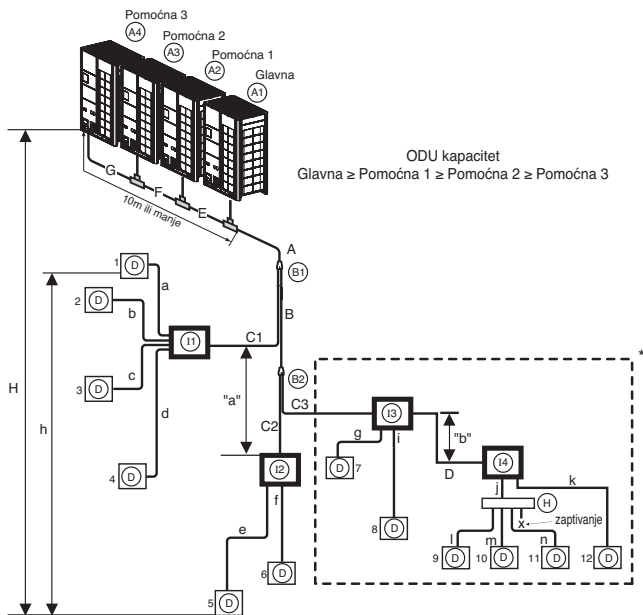 Pomoćna 3
A4
Pomoćna 2
A3
Pomoćna 1
A2
Glavna
A1
ODU kapacitet
Glavna ≥ Pomoćna 1 ≥ Pomoćna 2 ≥ Pomoćna 3
G
F
E
10m ili manje
A
B1
B
1 D
a
2 D
b
I1
C1
3 D
c
4 D
d
H
h
"a"
B2
C2
C3
*
I2
e
f
5 D
6 D
I3
g
i
D 7
8 D
"b"
D
I4
j
k
H
x
zaptivanje
l
m
n
9 D
10 D
11 D
12 D